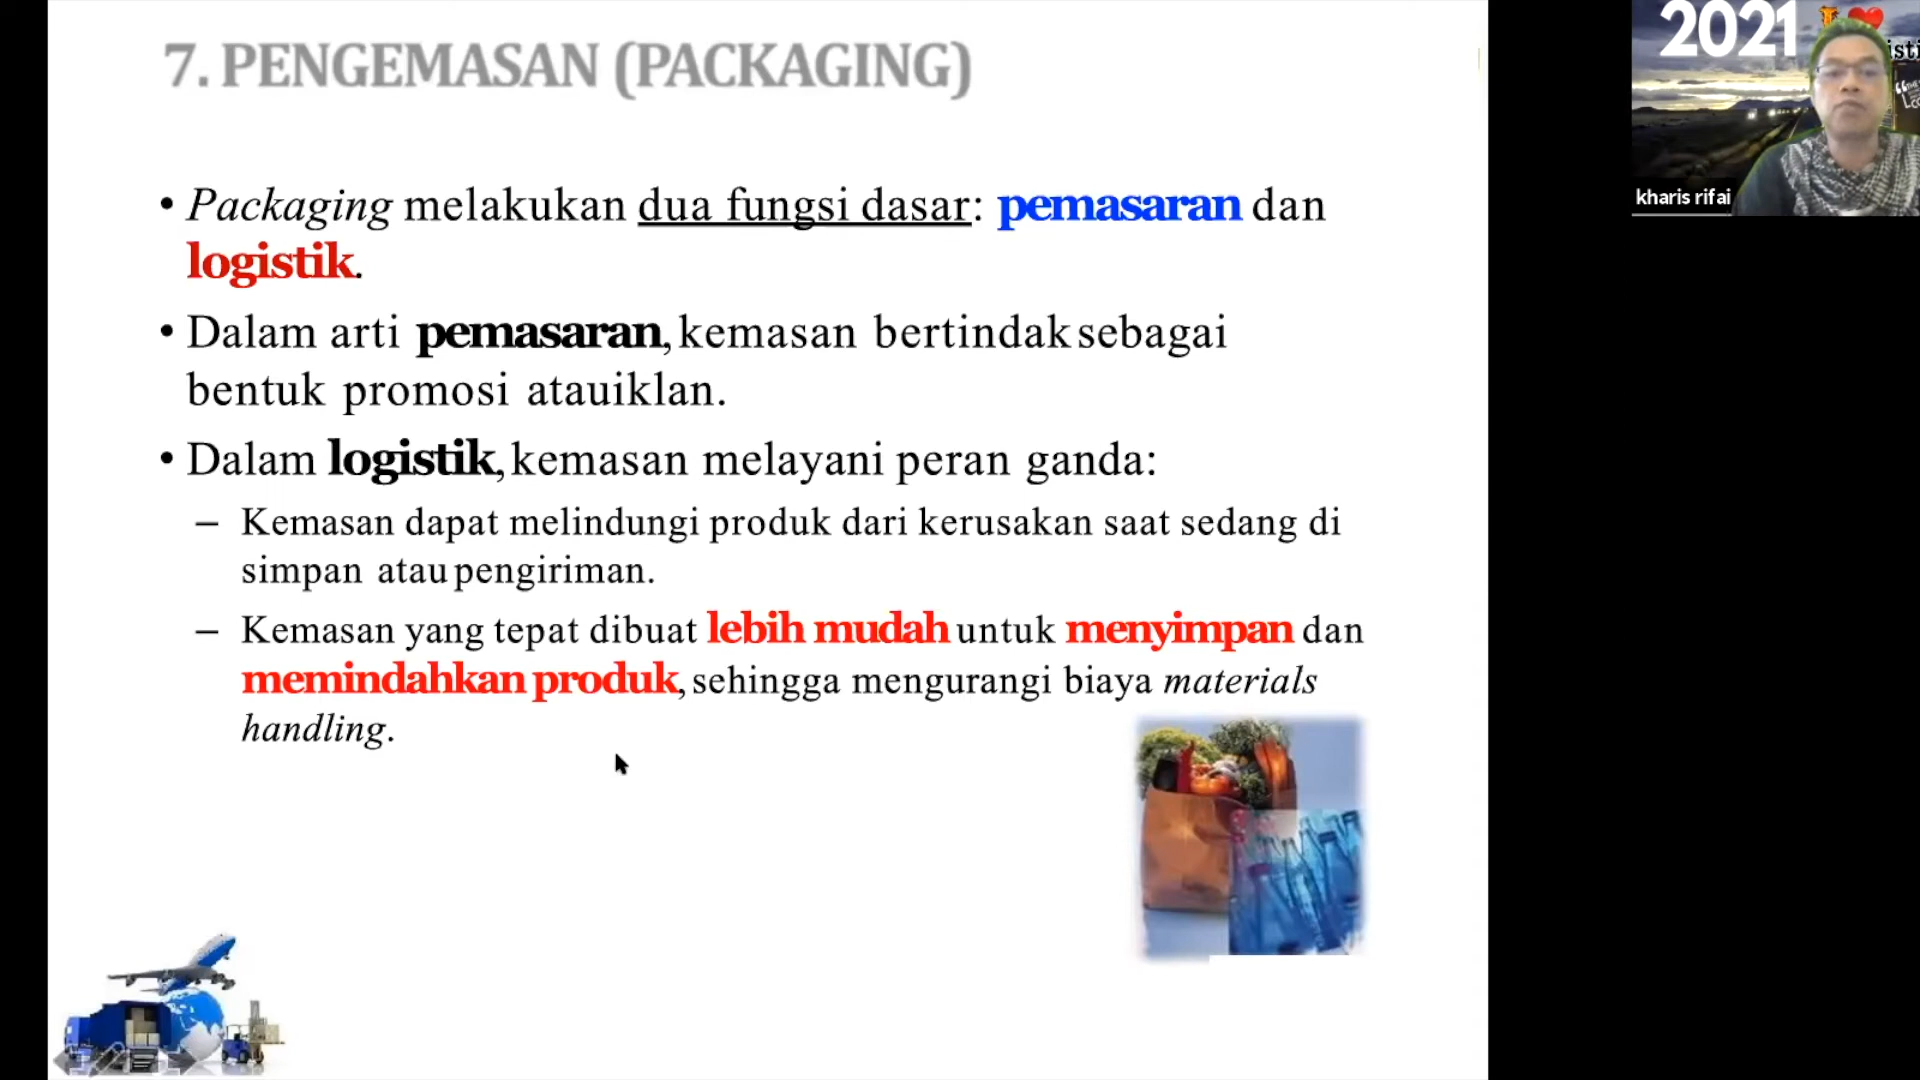 7. PENGEMASAN (PACKAGING)
• Packaging melakukan dua fungsi dasar: pemasaran dan
logistik.
• Dalam arti pemasaran, kemasan bertindak sebagai
bentuk promosi atauiklan.
• Dalam logistik, kemasan melayani peran ganda:
– Kemasan dapat melindungi produk dari kerusakan saat sedang di
simpan atau pengiriman.
– Kemasan yang tepat dibuat lebih mudah untuk menyimpan dan
memindahkan produk, sehingga mengurangi biaya materials
handling.
2021 I
isti
kharis rifai